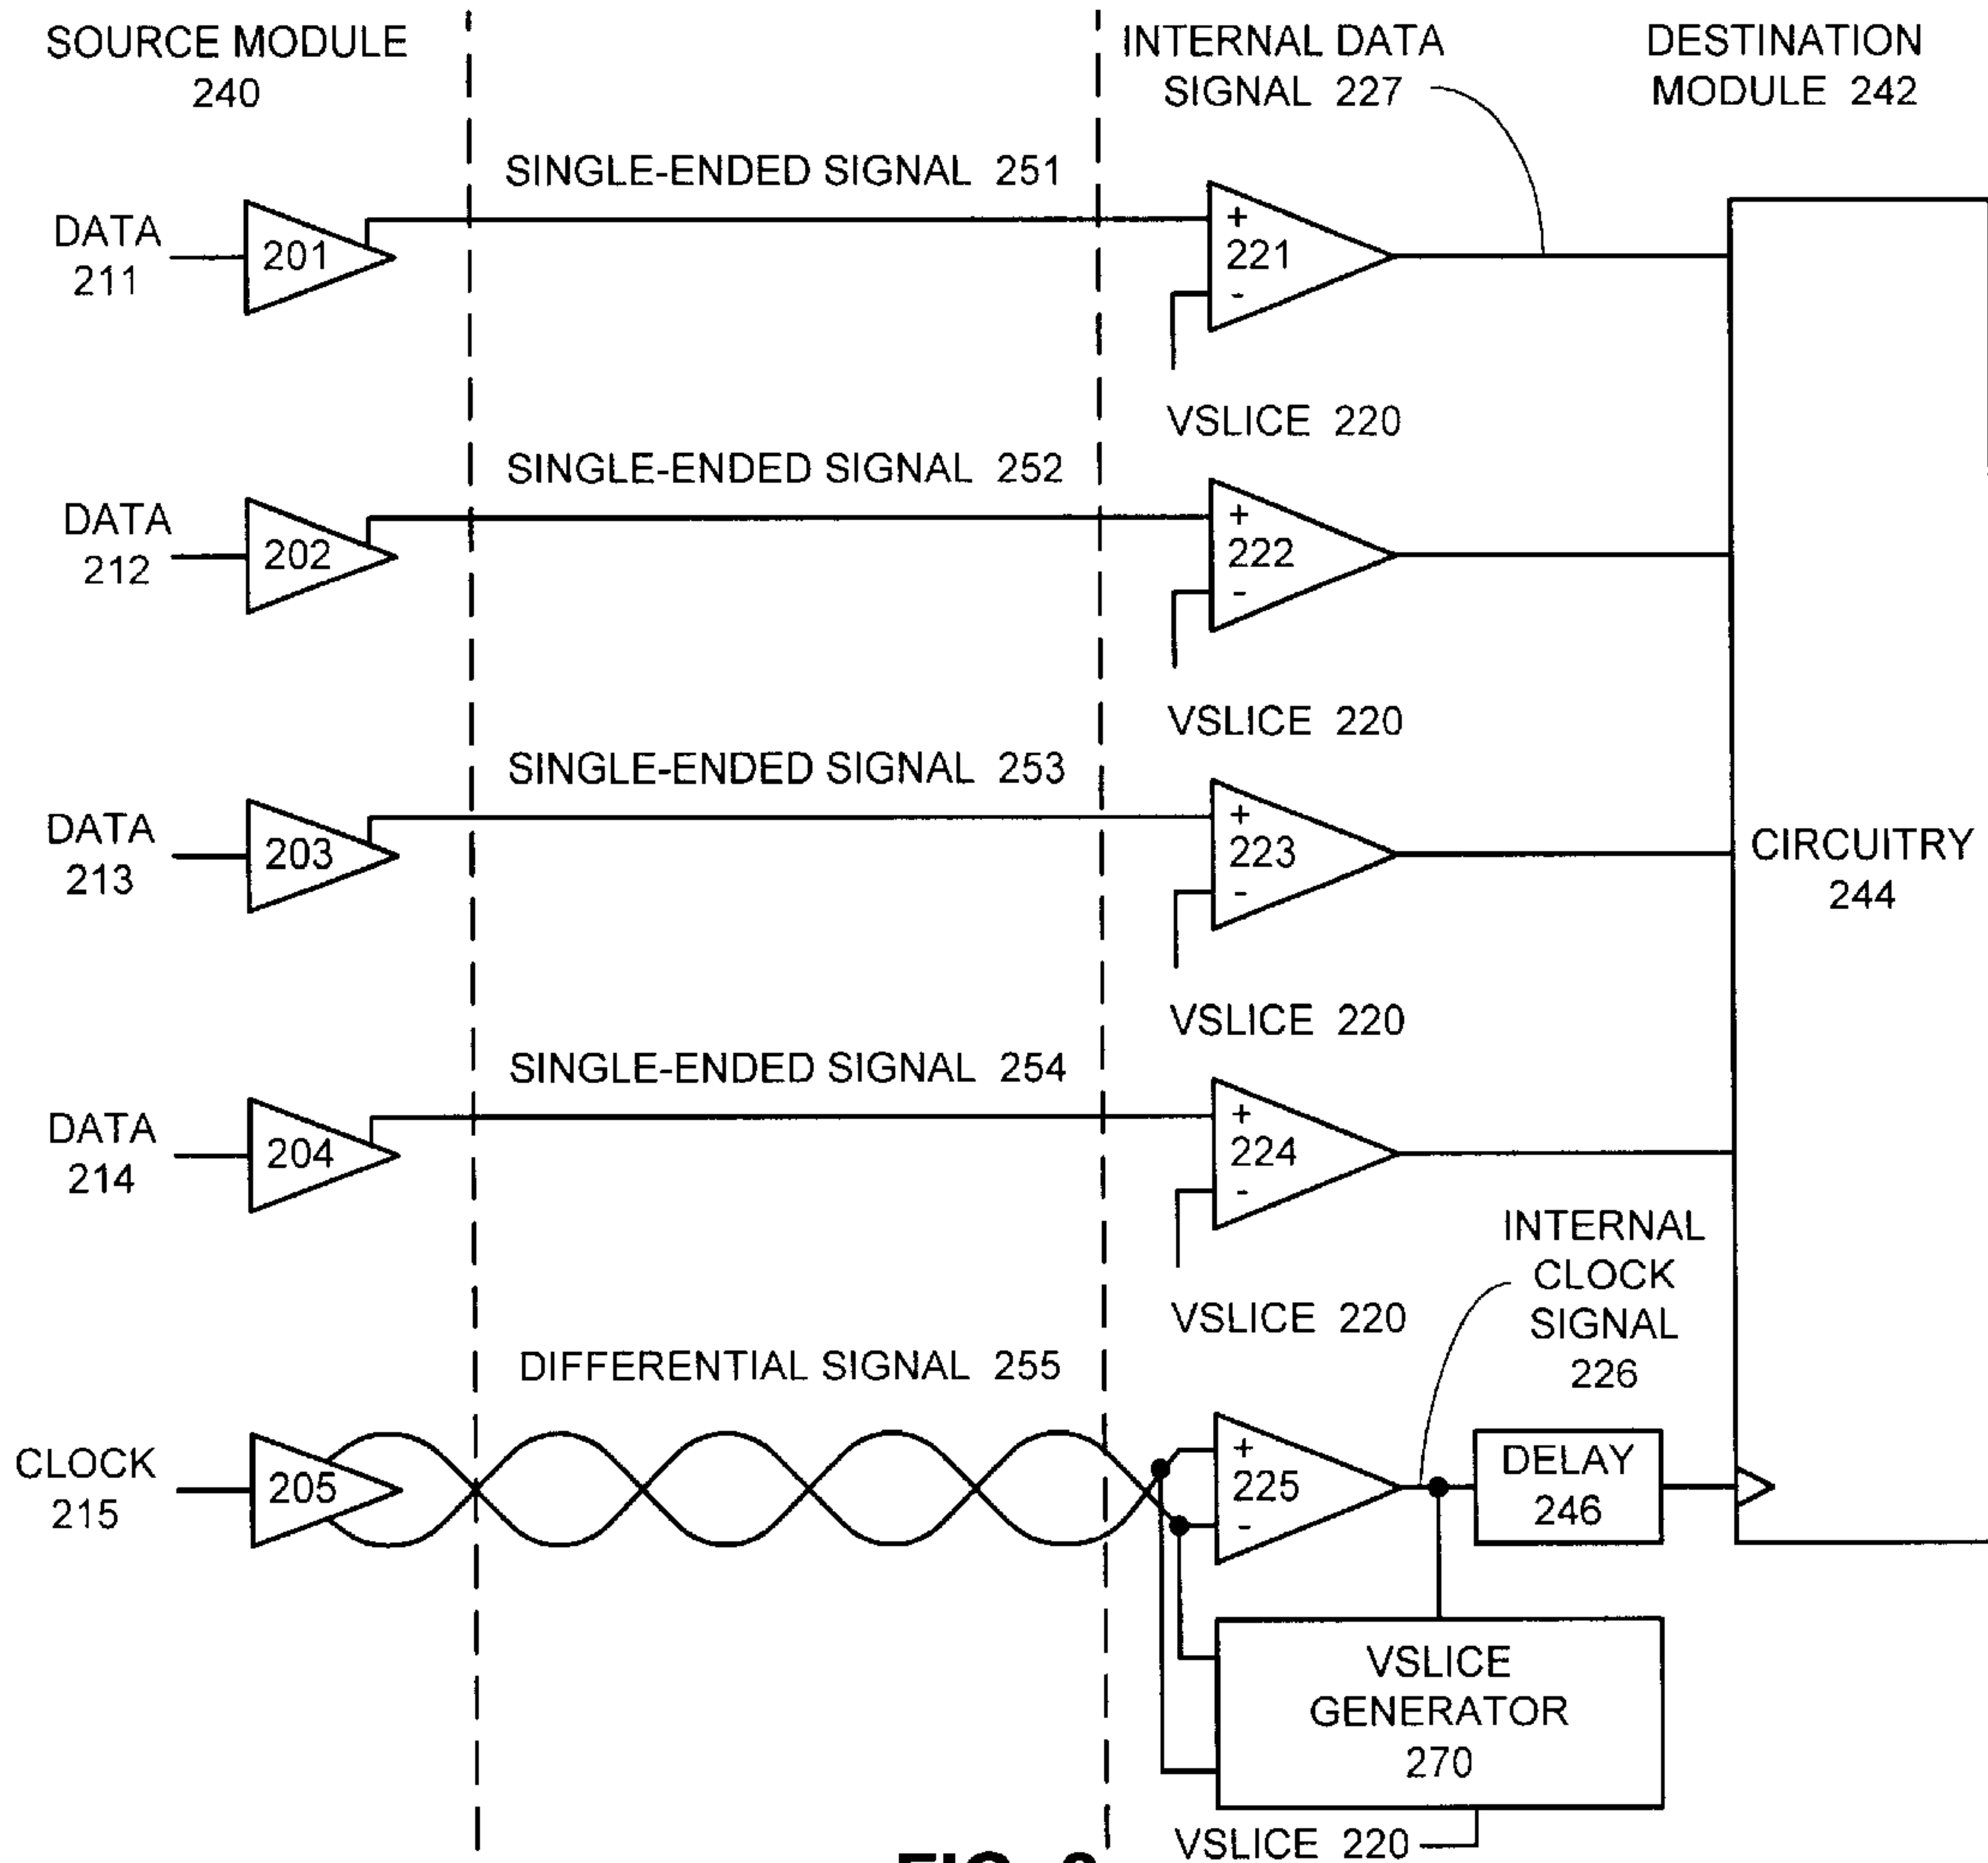 SOURCE MODULE
240
INTERNAL DATA
SIGNAL 227
DESTINATION
MODULE 242
SINGLE-ENDED SIGNAL 251
DATA
211
201
+
221
-
VSLICE 220
SINGLE-ENDED SIGNAL 252
DATA
212
202
+
222
-
VSLICE 220
SINGLE-ENDED SIGNAL 253
DATA
213
203
+
223
-
CIRCUITRY
244
VSLICE 220
SINGLE-ENDED SIGNAL 254
DATA
214
204
+
224
-
VSLICE 220
INTERNAL
CLOCK
SIGNAL
226
DIFFERENTIAL SIGNAL 255
CLOCK
215
205
+
225
-
DELAY
246
VSLICE
GENERATOR
270
VSLICE 220